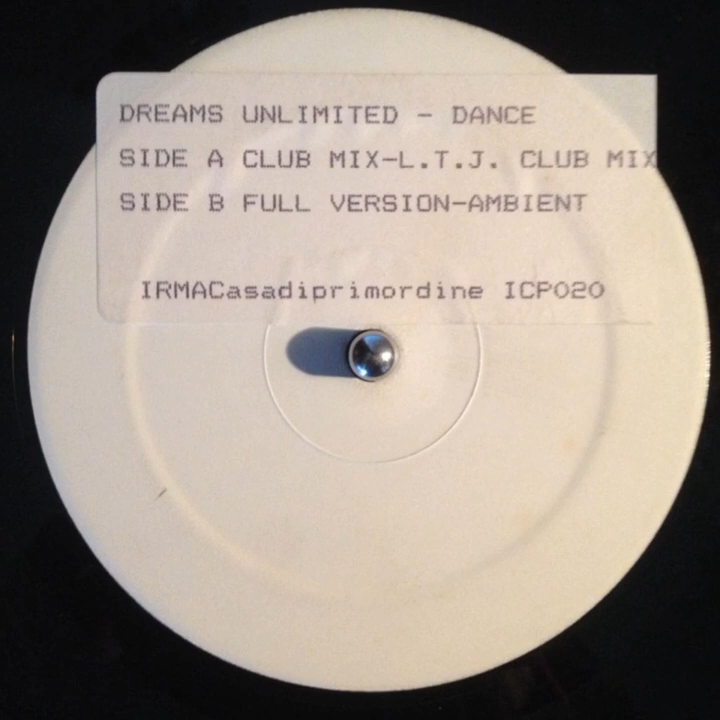 DREAMS UNLIMITED - DANCE
SIDE A CLUB MIX-L.T.J. CLUB MIX
SIDE B FULL VERSION-AMBIENT
IRMACasadiprimordine ICP020